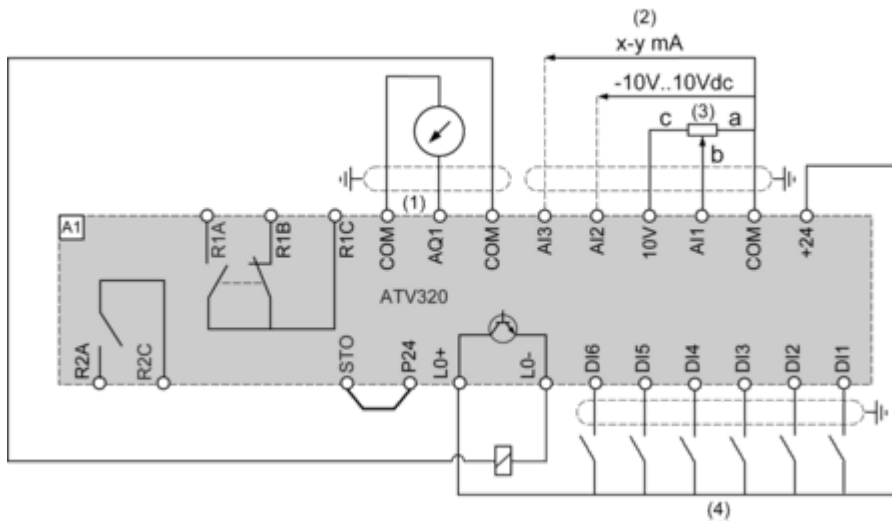 (2)
x-y mA
-10V..10Vdc
c (3) a
b
(1)
A1
R1A R1B R1C COM AQ1 COM AI3 AI2 10V AI1 COM +24
ATV320
R2A R2C STO P24 L0+ L0- DI6 DI5 DI4 DI3 DI2 DI1
(4)